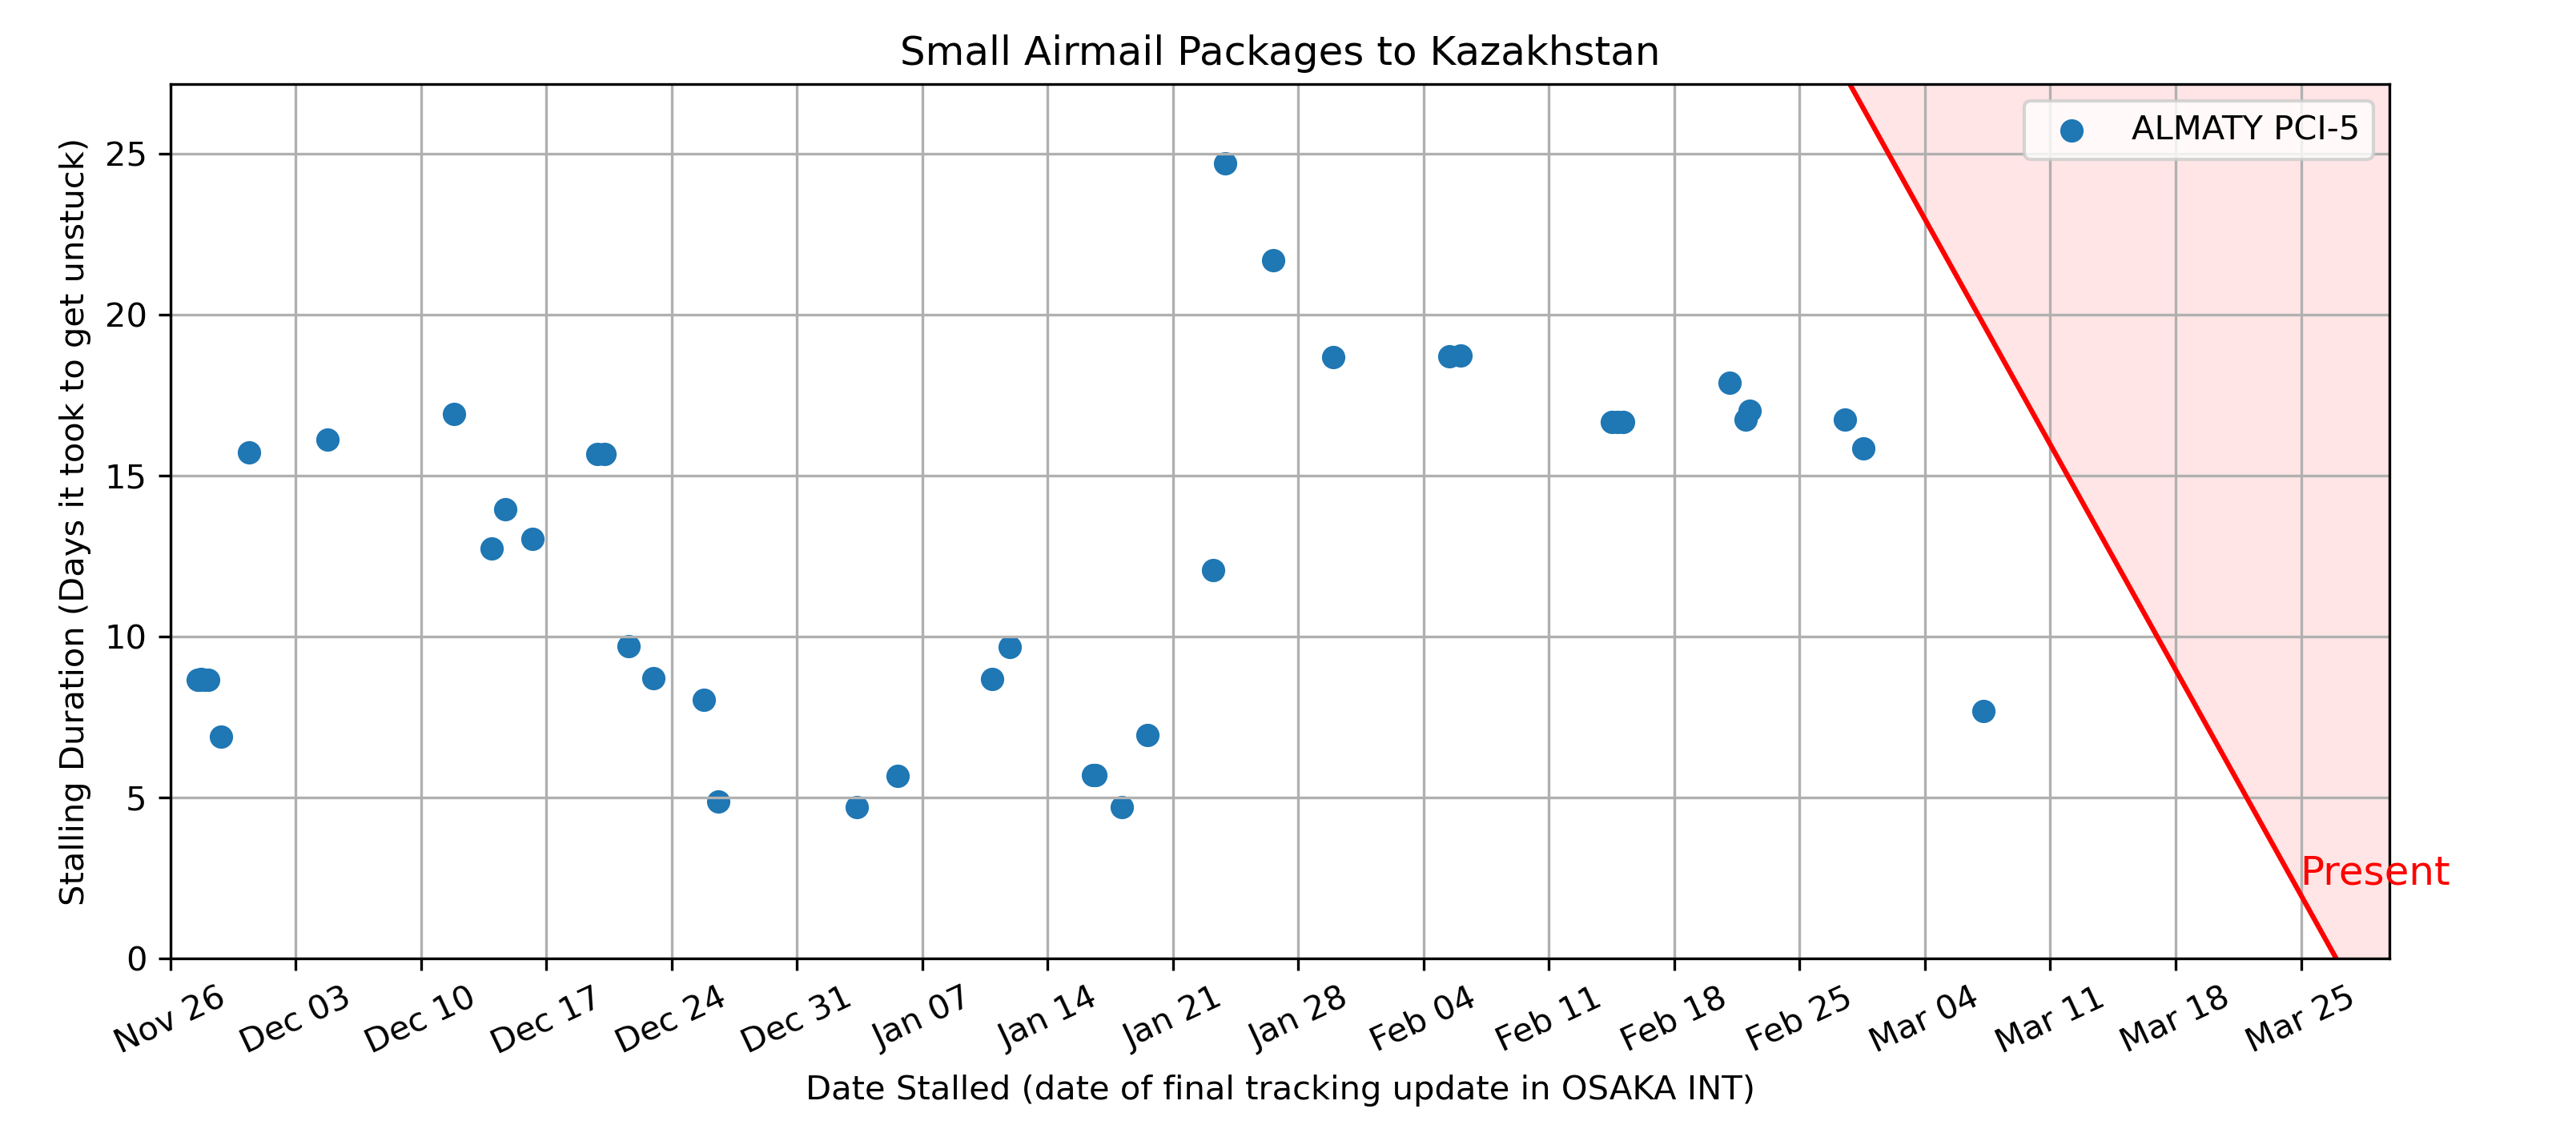 Small Airmail Packages to Kazakhstan
ALMATY PCI-5
Stalling Duration (Days it took to get unstuck)
25
20
15
10
5
0
Present
Nov 26
Dec 03
Dec 10
Dec 17
Dec 24
Dec 31
Jan 07
Jan 14
Jan 21
Jan 28
Feb 04
Feb 11
Feb 18
Feb 25
Mar 04
Mar 11
Mar 18
Mar 25
Date Stalled (date of final tracking update in OSAKA INT)